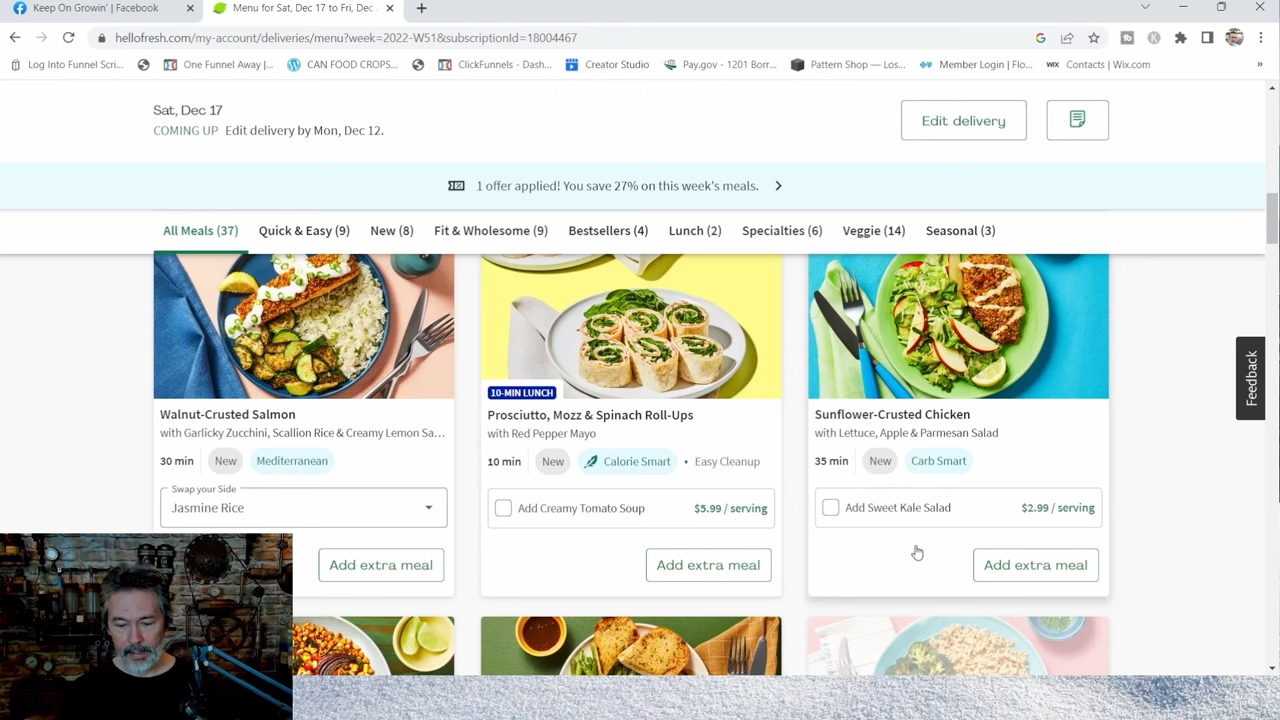 Keep On Growin' | Facebook
Menu for Sat, Dec 17 to Fri, Dec
hellofresh.com/my-account/deliveries/menu?week=2022-W51&subscriptionId=18004467
Log Into Funnel Scri...
One Funnel Away |...
CAN FOOD CROPS...
ClickFunnels - Dash...
Creator Studio
Pay.gov - 1201 Borr...
Pattern Shop — Los...
Member Login | Flo...
WIX Contacts | Wix.com
Sat, Dec 17
COMING UP Edit delivery by Mon, Dec 12.
Edit delivery
1 offer applied! You save 27% on this week's meals.
All Meals (37) Quick & Easy (9) New (8) Fit & Wholesome (9) Bestsellers (4) Lunch (2) Specialties (6) Veggie (14) Seasonal (3)
Feedback
Walnut-Crusted Salmon
with Garlicky Zucchini, Scallion Rice & Creamy Lemon Sa...
30 min New Mediterranean
Swap your Side
Jasmine Rice
Add extra meal
10-MIN LUNCH
Prosciutto, Mozz & Spinach Roll-Ups
with Red Pepper Mayo
10 min New Calorie Smart • Easy Cleanup
Add Creamy Tomato Soup $5.99 / serving
Add extra meal
Sunflower-Crusted Chicken
with Lettuce, Apple & Parmesan Salad
35 min New Carb Smart
Add Sweet Kale Salad $2.99 / serving
Add extra meal